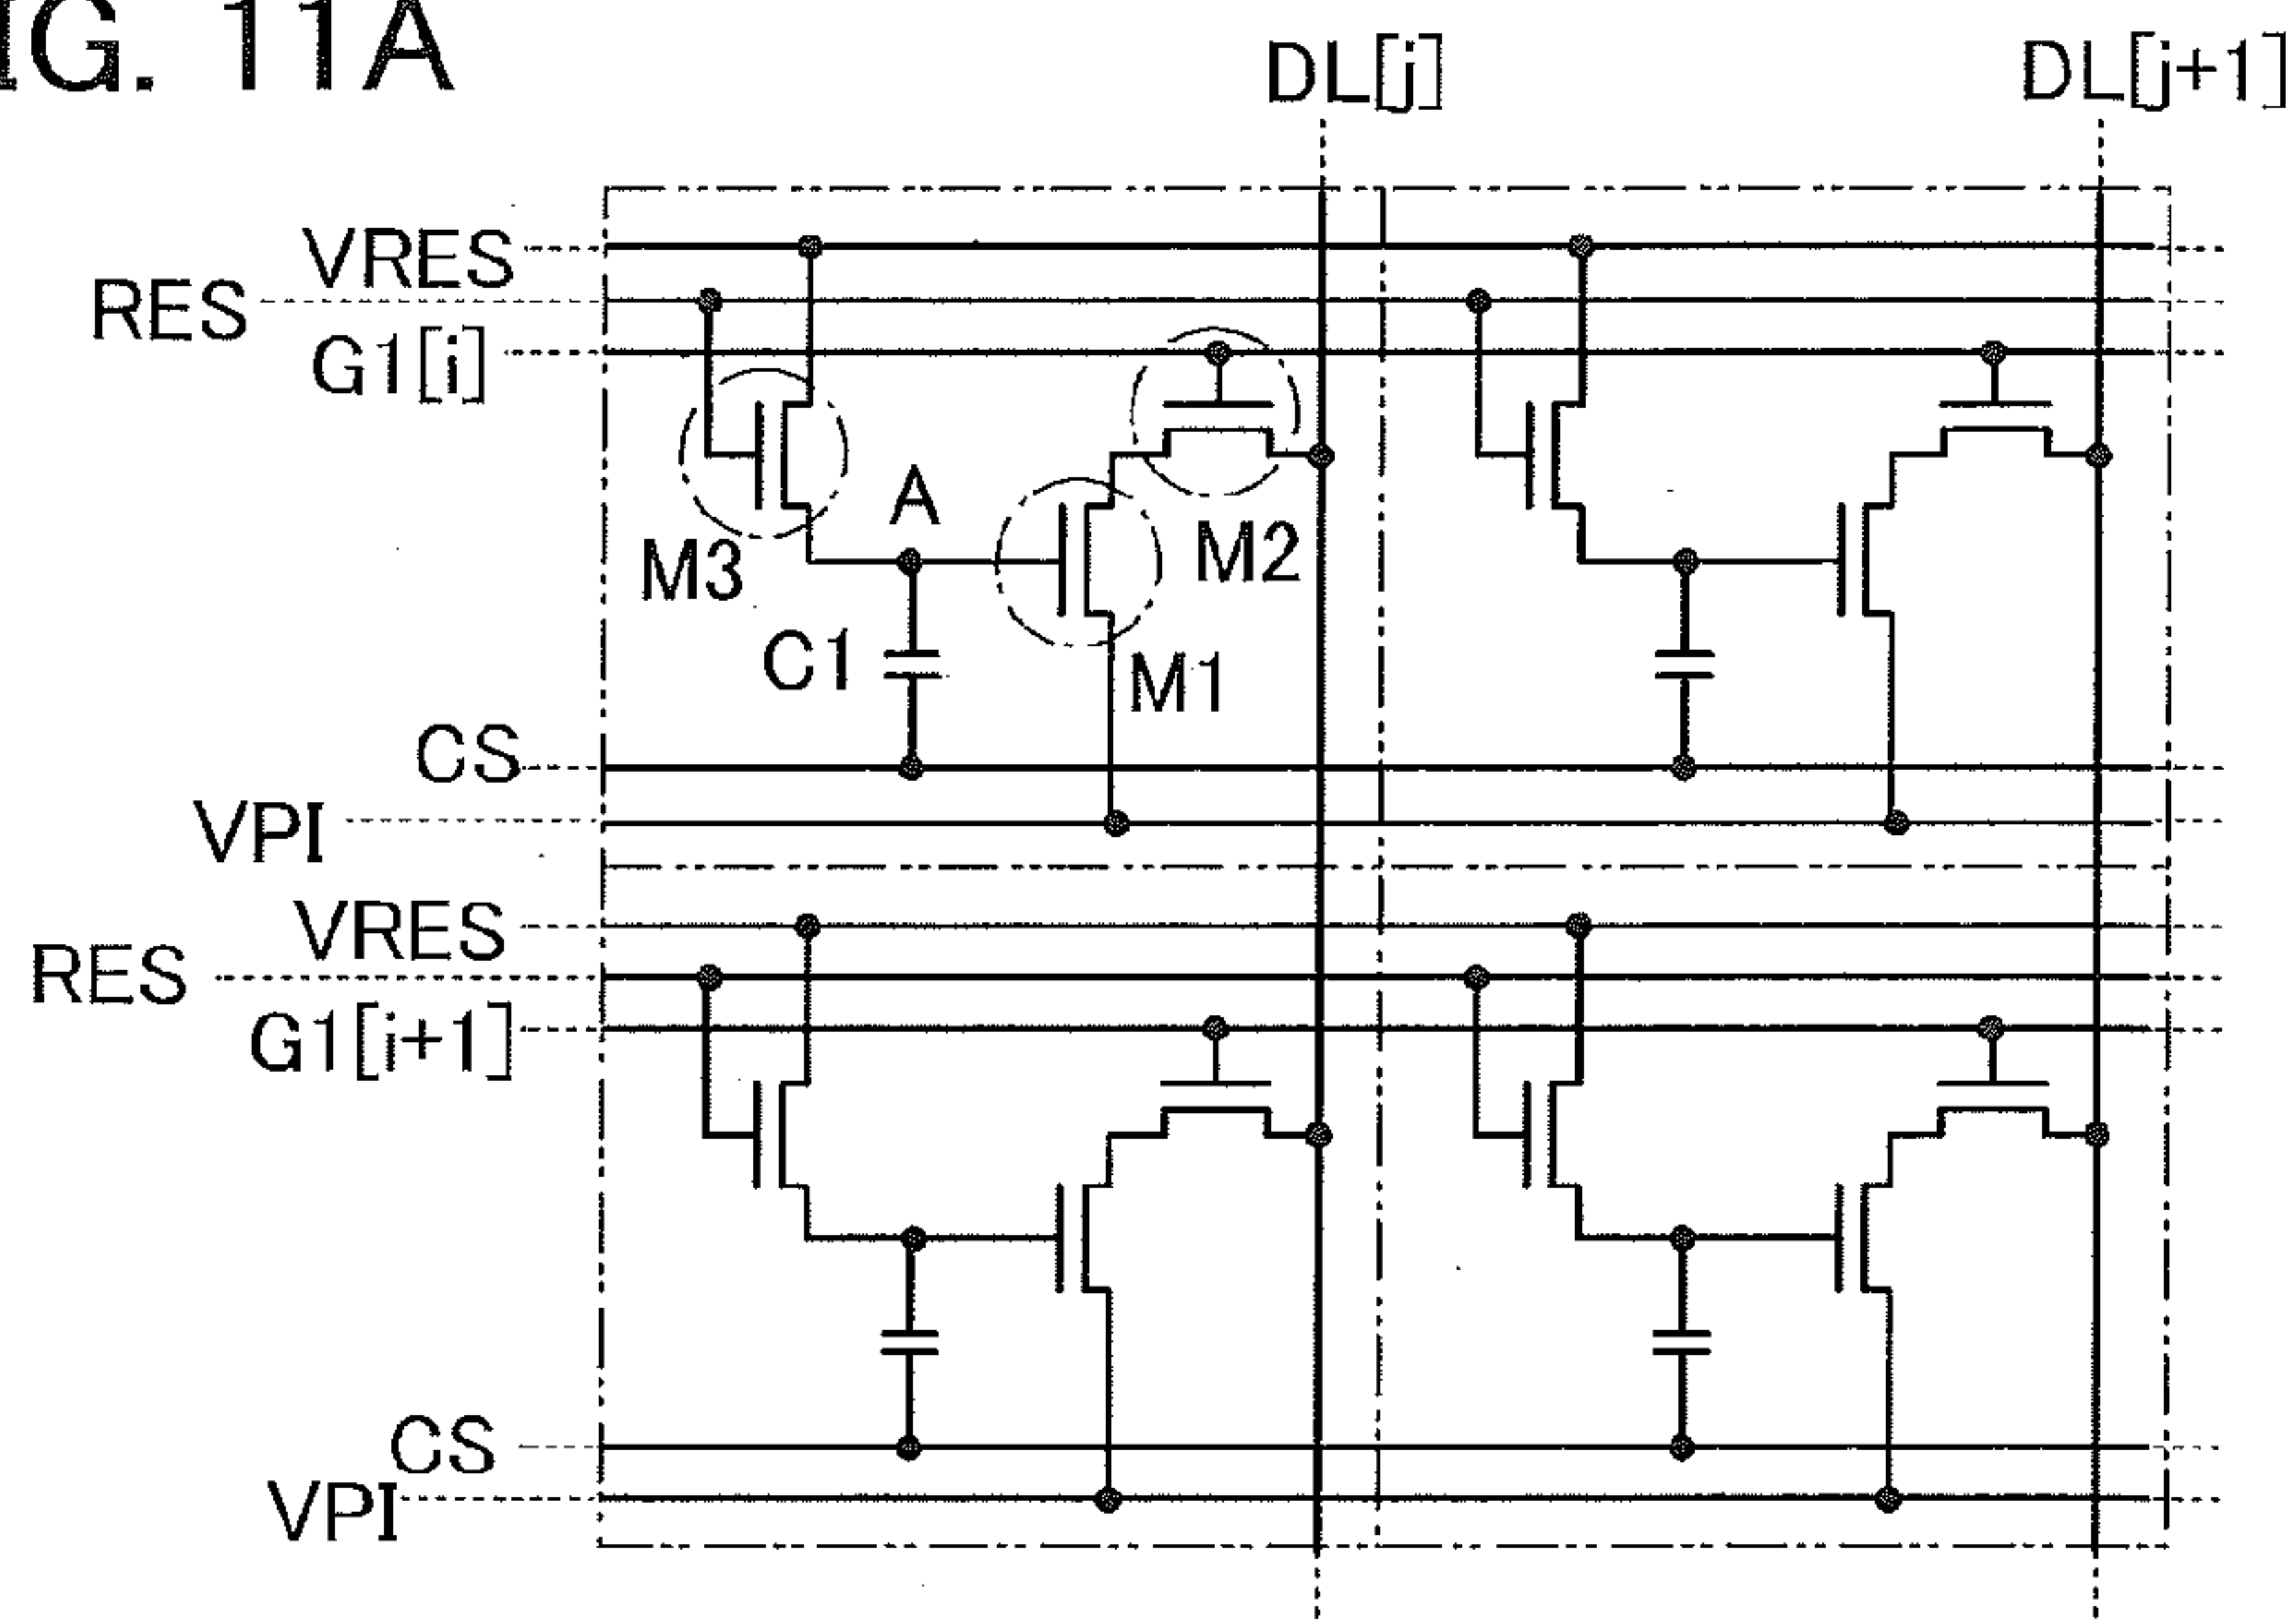 IG. 11A
DL[j]
DL[j+1]
VRES
RES
G1[i]
A
M3
M2
C1
M1
CS
VPI
VRES
RES
G1[i+1]
CS
VPI